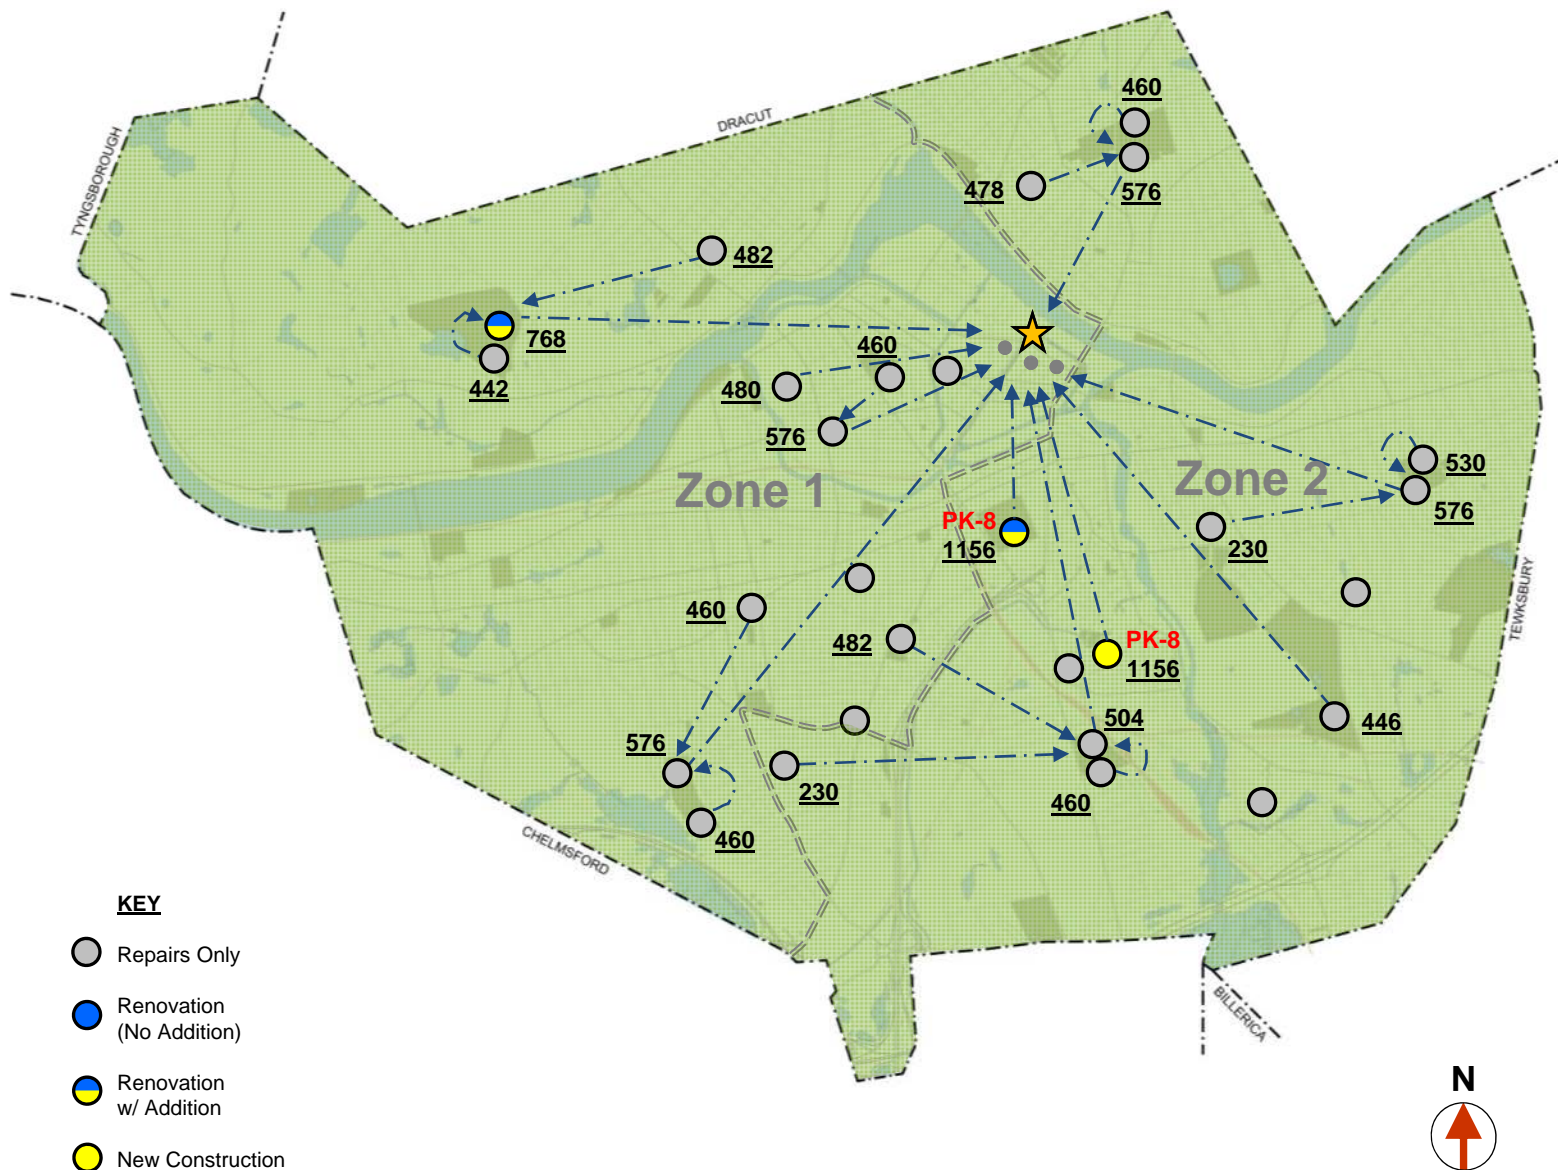 460
DRACUT
TYNGSBOROUGH
478
576
482
768
460
442
480
576
530
Zone 1
Zone 2
576
PK-8
1156
230
TEWKSBURY
460
482
PK-8
1156
504
446
576
230
460
460
CHELMSFORD
KEY
Repairs Only
BILLERICA
Renovation
(No Addition)
Renovation
w/ Addition
N
New Construction